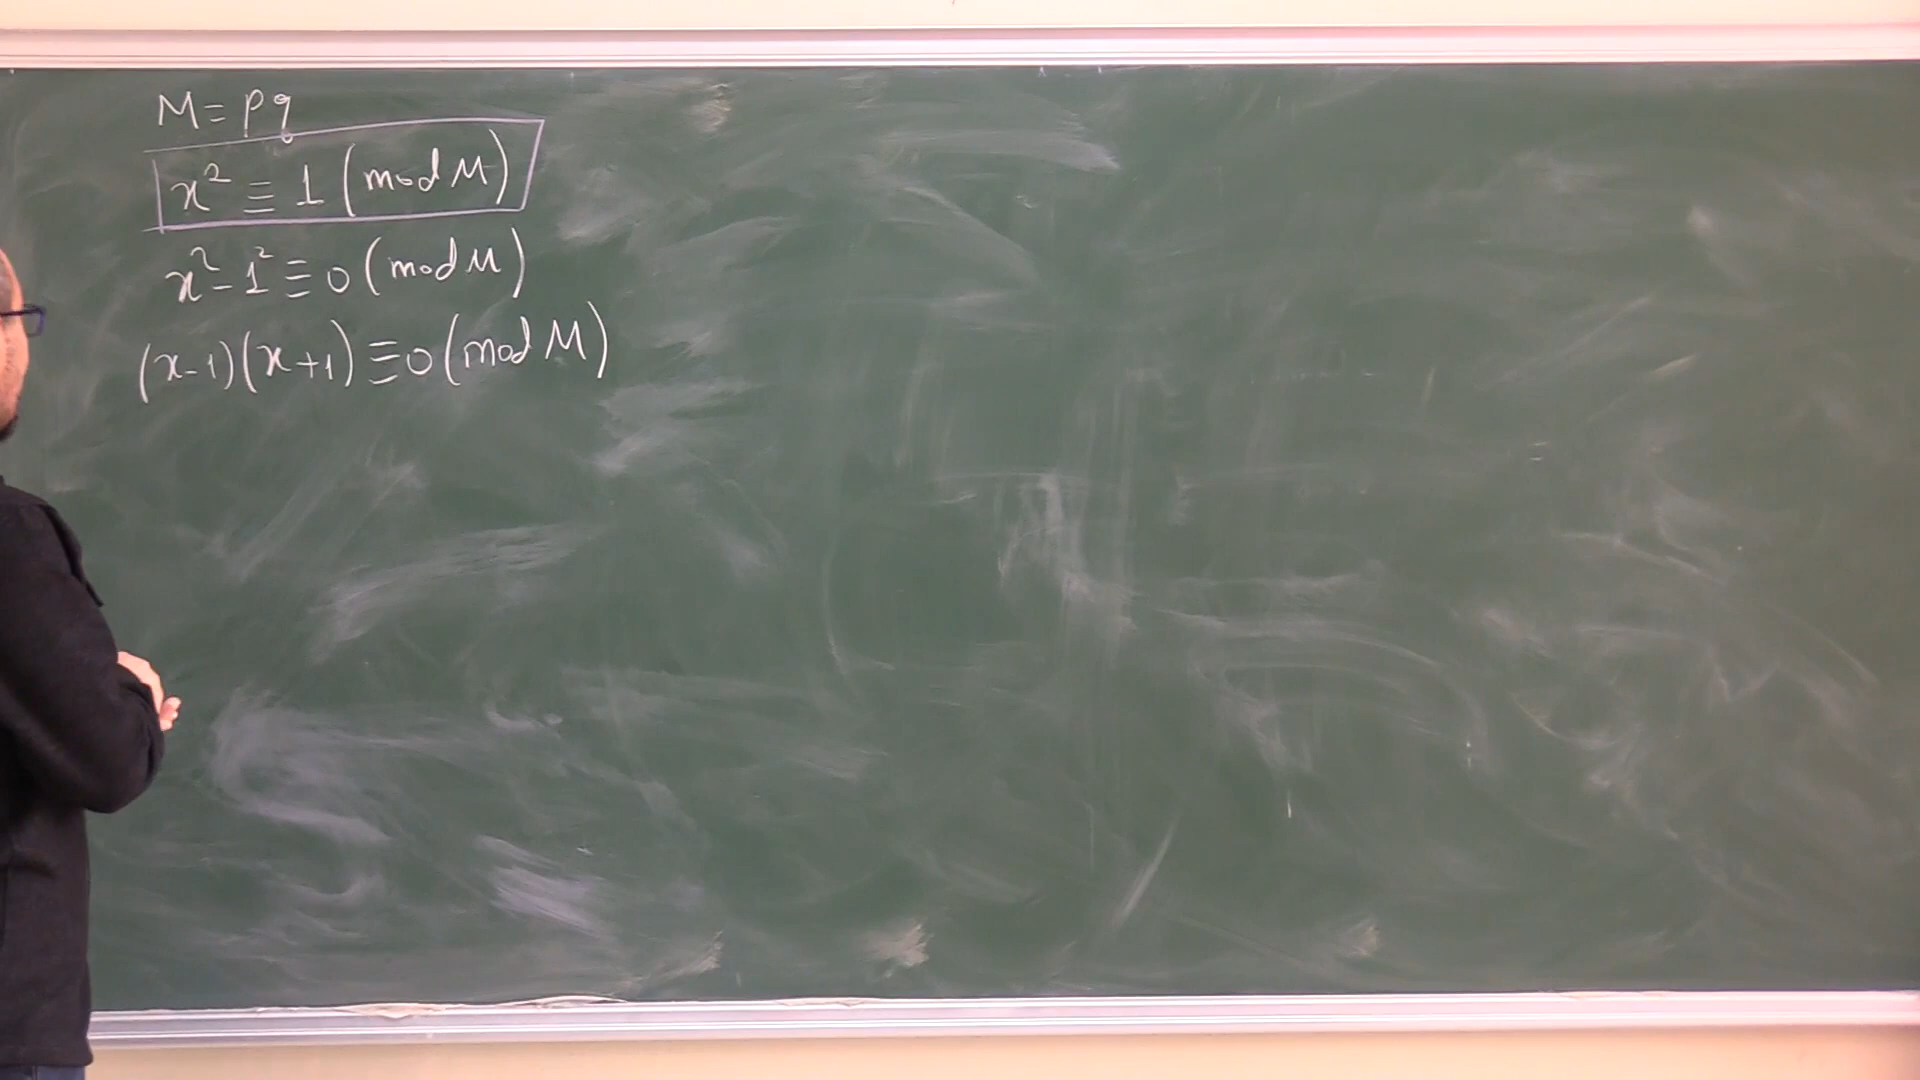 M = pq
x² ≡ 1 (mod M)
x² - 1² ≡ 0 (mod M)
(x-1)(x+1) ≡ 0 (mod M)